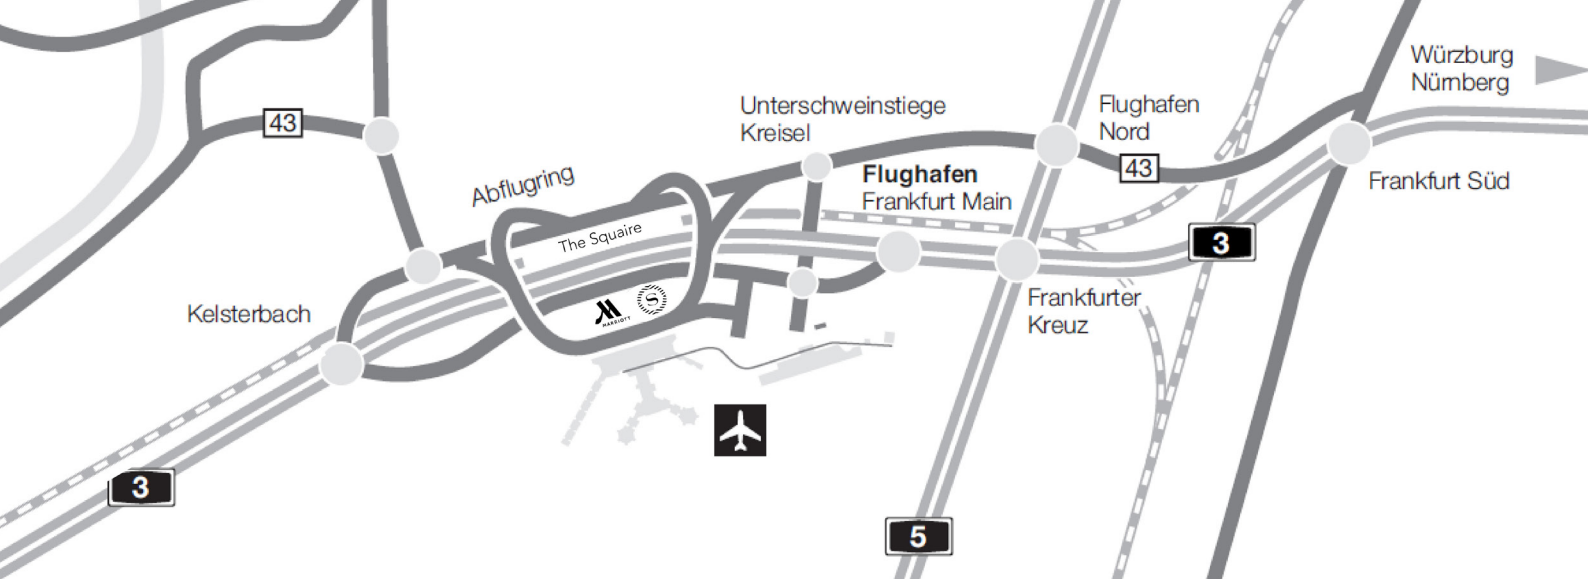 Würzburg
Nürnberg
Unterschweinstiege
Kreisel
Flughafen
Nord
43
43
Flughafen
Frankfurt Main
Frankfurt Süd
Abflugring
The Squaire
3
Kelsterbach
S
MARRIOTT
Frankfurter
Kreuz
3
5